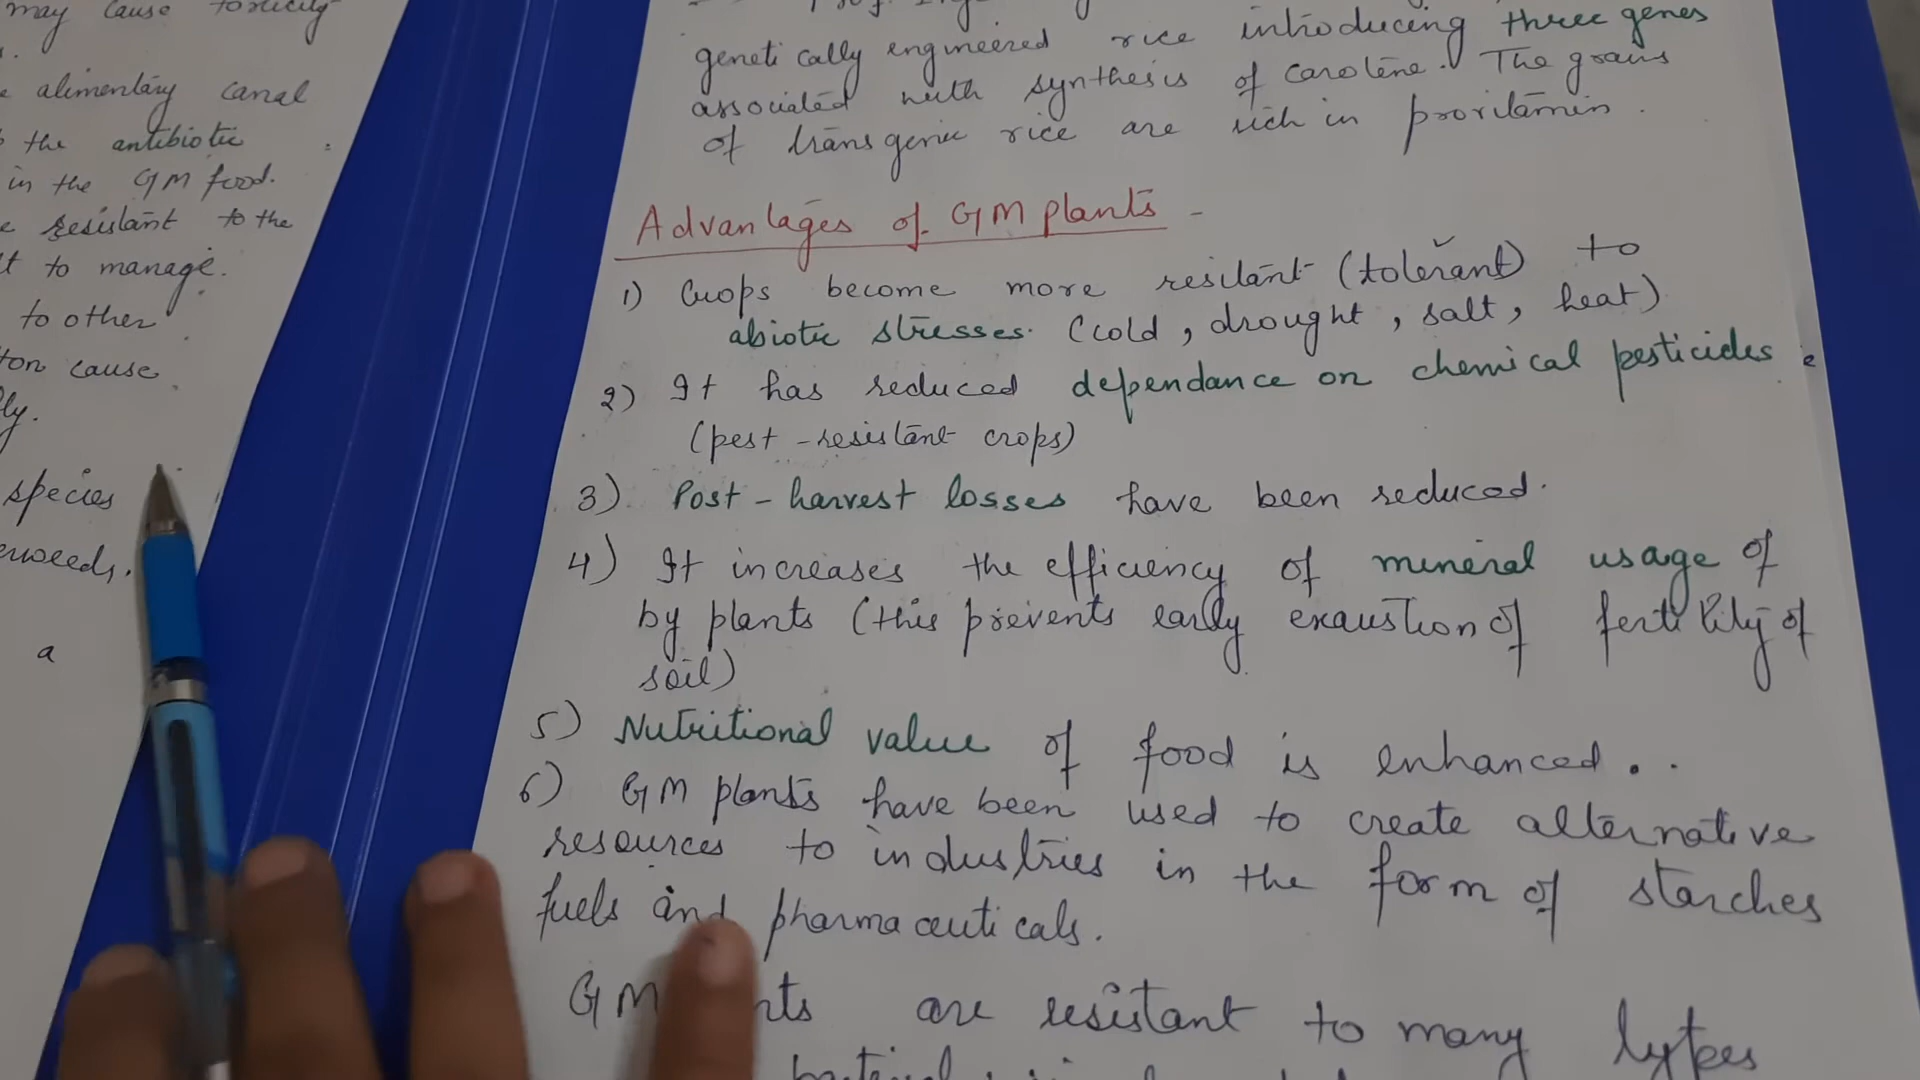 may cause toxicity
alimentary canal
the antibiotic
in the GM food.
resistant to the
to manage.
to other
cause
species
a
genetically engineered rice introducing three genes
associated with synthesis of carotene. The grains
of transgenic rice are rich in provitamin.
Advantages of GM plants -
1) Crops become more resitant (tolerant) to
abiotic stresses. (cold, drought, salt, heat)
2) It has reduced dependance on chemical pesticides
(pest-resistant crops)
3) Post-harvest losses have been reduced.
4) It increases the efficiency of mineral usage of
by plants (this prevents early exaustion of fertility of
soil)
5) Nutritional value of food is enhanced..
6) GM plants have been used to create alternative
resources to industries in the form of starches
fuels and pharmaceuticals.
GM are resistant to many